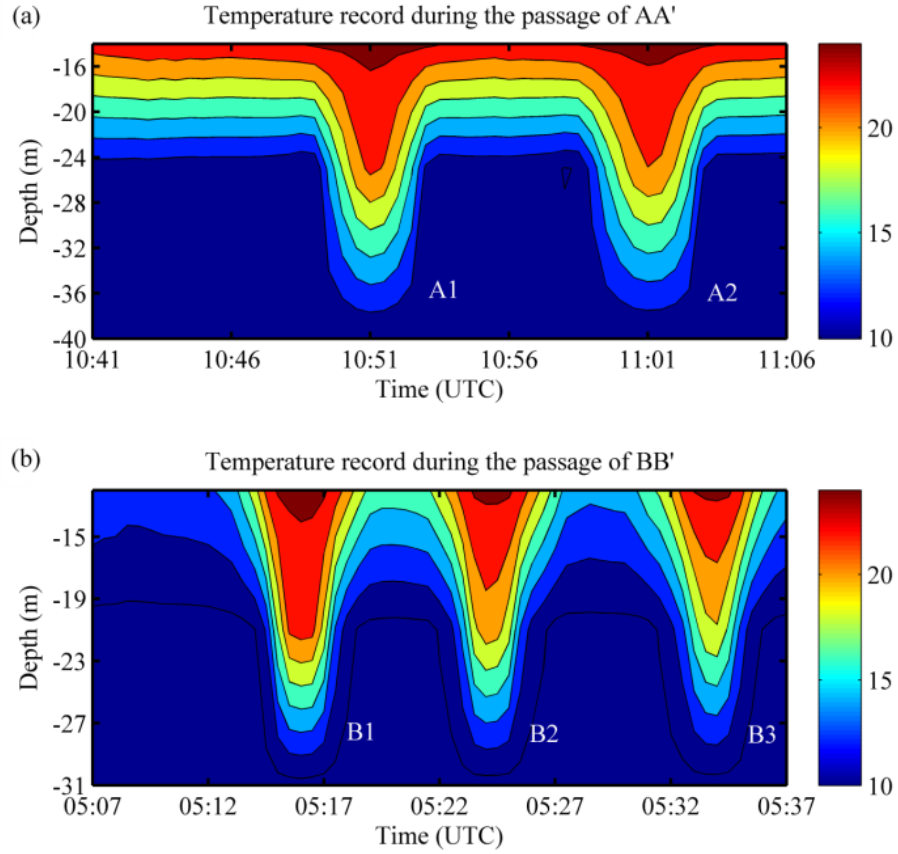 (a)
Temperature record during the passage of AA'
Depth (m)
-16
-20
-24
-28
-32
-36
-40
A1
A2
10:41 10:46 10:51 10:56 11:01 11:06
Time (UTC)
20
15
10
(b)
Temperature record during the passage of BB'
Depth (m)
-15
-19
-23
-27
-31
B1
B2
B3
05:07 05:12 05:17 05:22 05:27 05:32 05:37
Time (UTC)
20
15
10